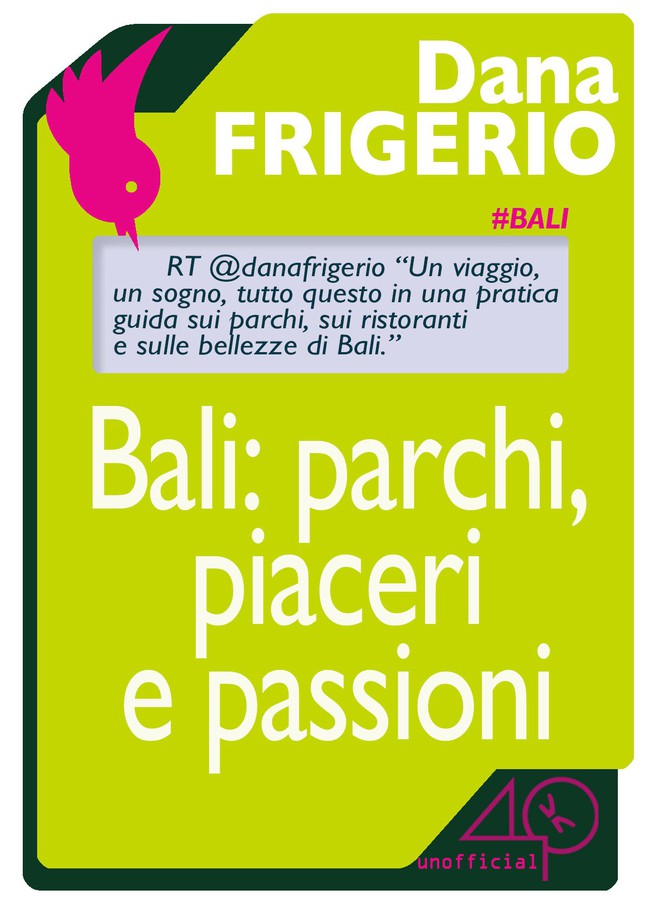 Dana
FRIGERIO
#BALI
RT @danafrigerio “Un viaggio,
un sogno, tutto questo in una pratica
guida sui parchi, sui ristoranti
e sulle bellezze di Bali.”
Bali: parchi,
piaceri
e passioni
40K
unofficial